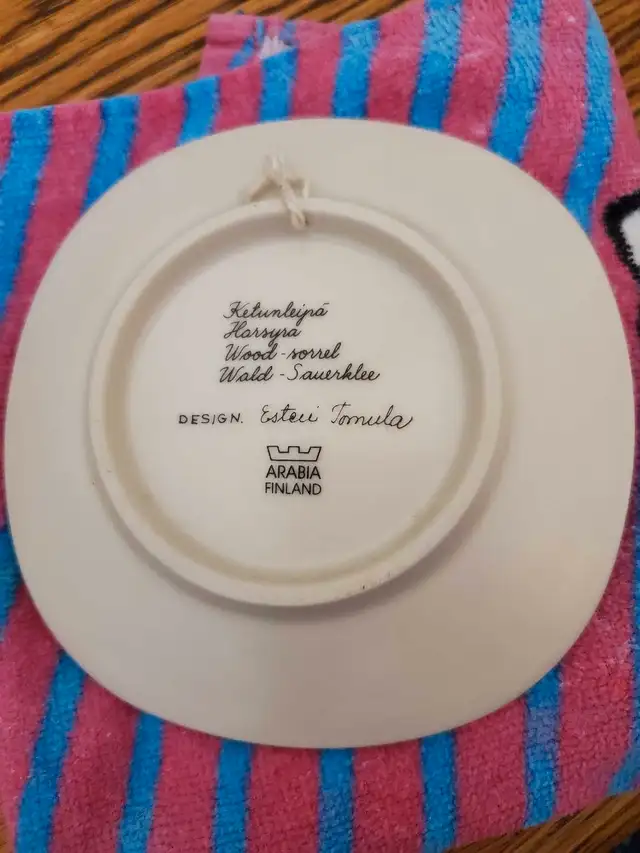 Ketunleipä
Harsyra
Wood-sorrel
Wald-Sauerklee
DESIGN. Esteri Tomula
ARABIA
FINLAND